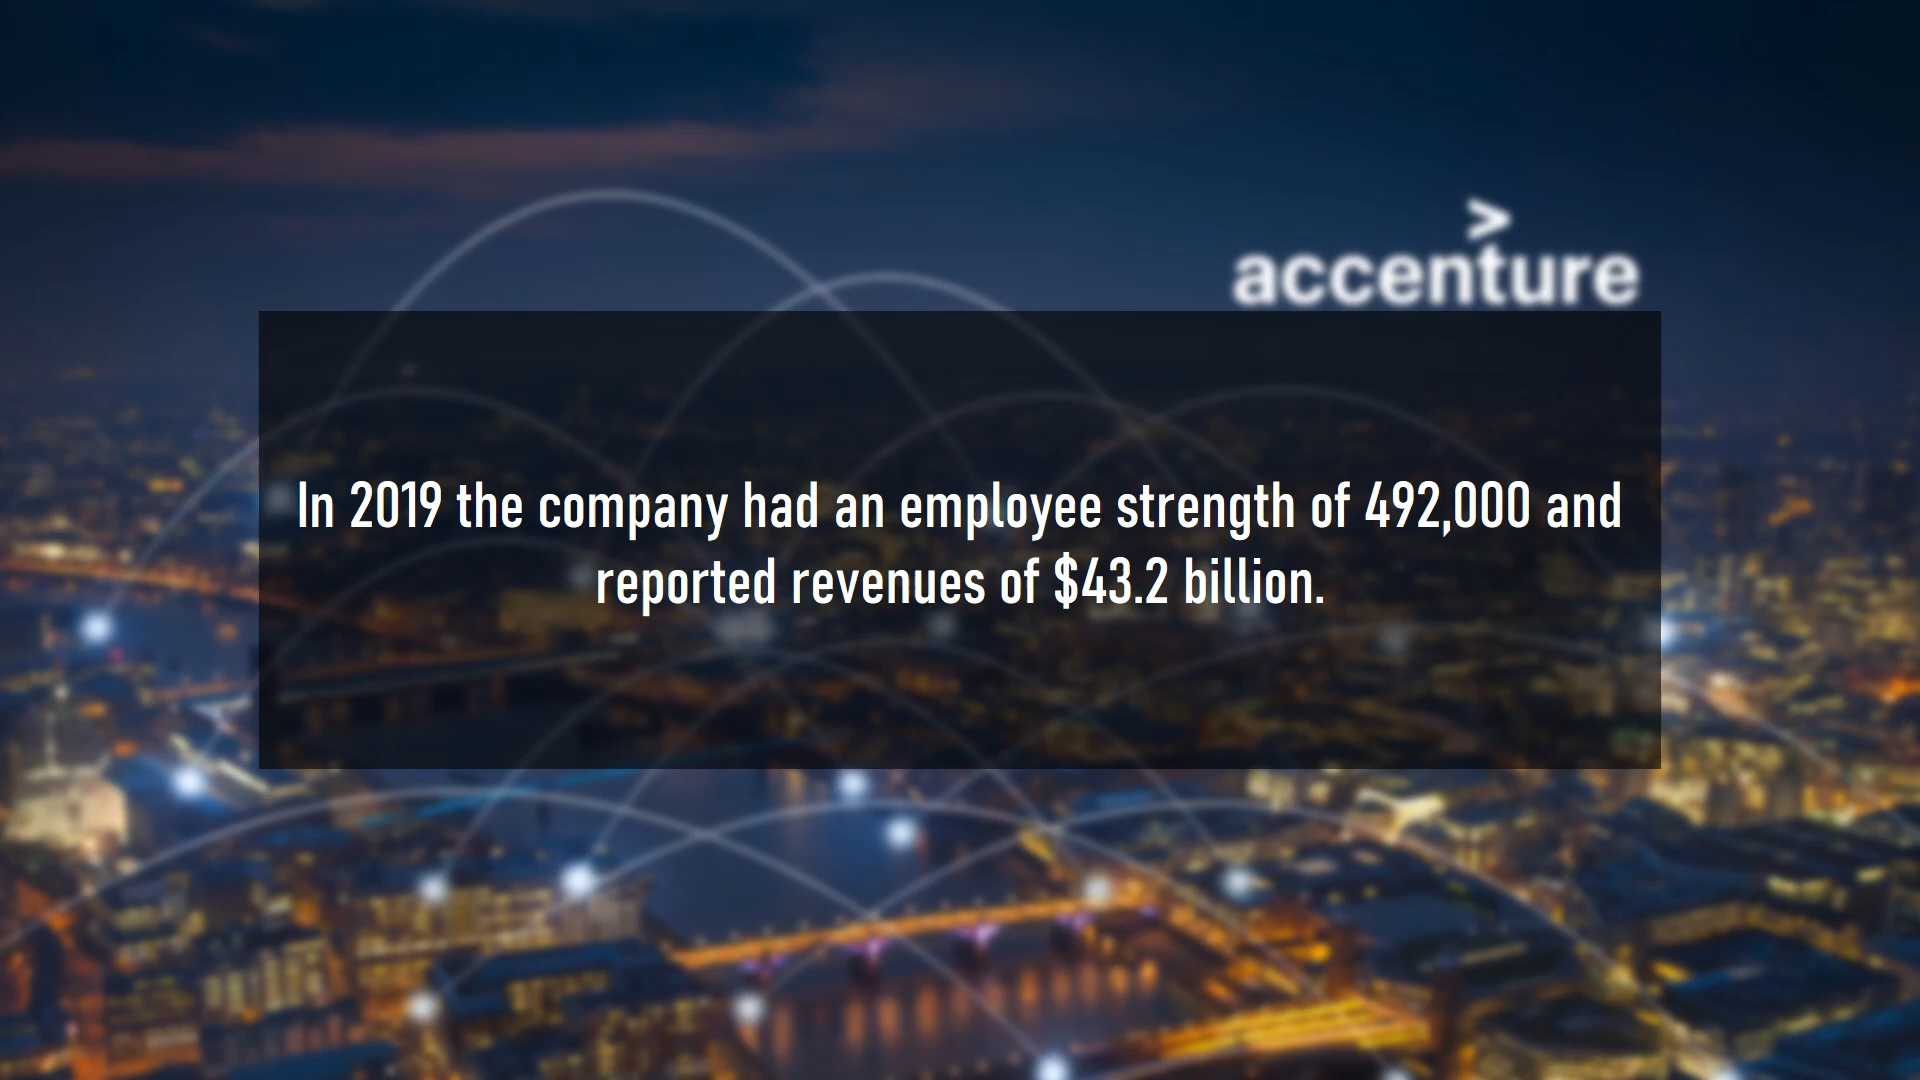 >
accenture
In 2019 the company had an employee strength of 492,000 and
reported revenues of $43.2 billion.